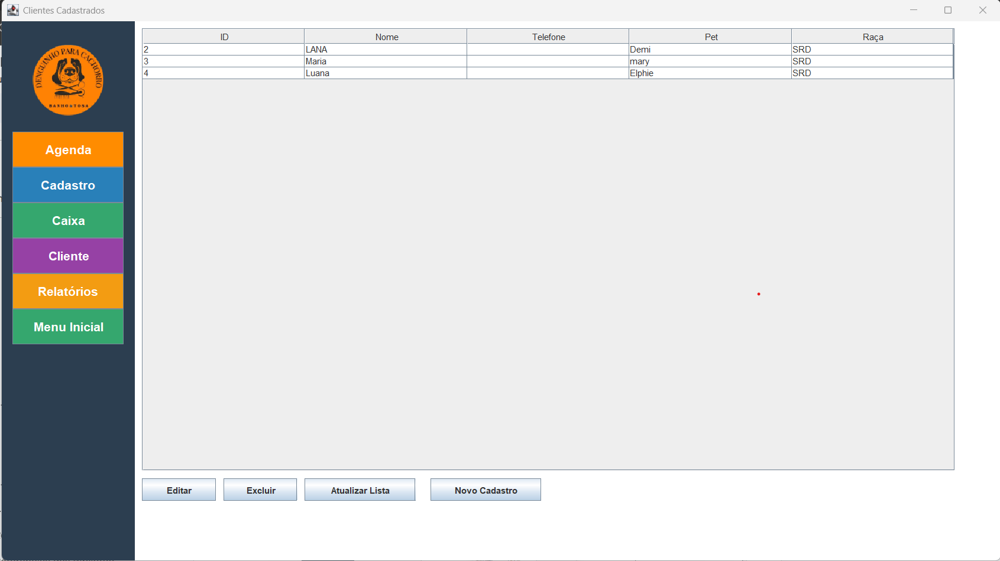 Clientes Cadastrados
DENGUINHO PARA CACHORRO
BANHO & TOSA
Agenda
Cadastro
Caixa
Cliente
Relatórios
Menu Inicial
ID Nome Telefone Pet Raça
2 LANA Demi SRD
3 Maria mary SRD
4 Luana Elphie SRD
Editar Excluir Atualizar Lista Novo Cadastro